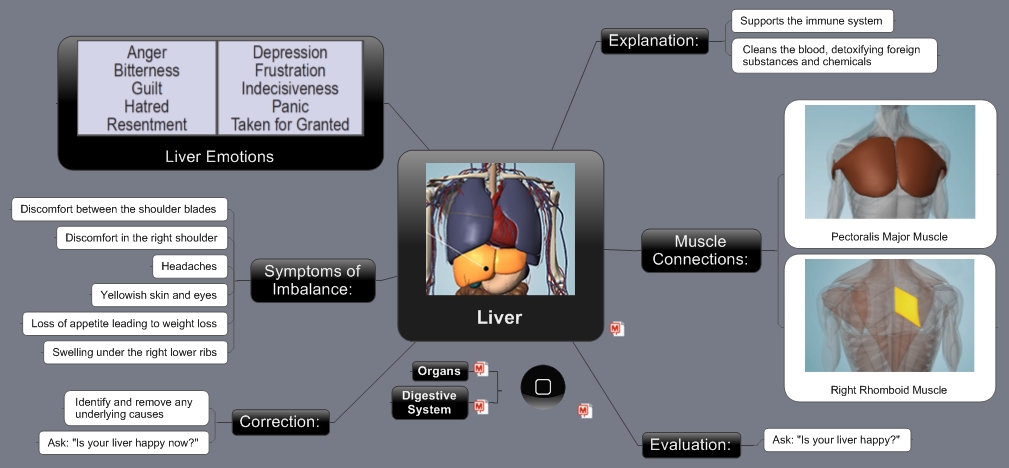 Anger
Bitterness
Guilt
Hatred
Resentment
Depression
Frustration
Indecisiveness
Panic
Taken for Granted
Liver Emotions
Explanation:
Supports the immune system
Cleans the blood, detoxifying foreign
substances and chemicals
Liver
Muscle
Connections:
Pectoralis Major Muscle
Right Rhomboid Muscle
Symptoms of
Imbalance:
Discomfort between the shoulder blades
Discomfort in the right shoulder
Headaches
Yellowish skin and eyes
Loss of appetite leading to weight loss
Swelling under the right lower ribs
Organs
Digestive
System
Correction:
Identify and remove any
underlying causes
Ask: "Is your liver happy now?"
Evaluation:
Ask: "Is your liver happy?"